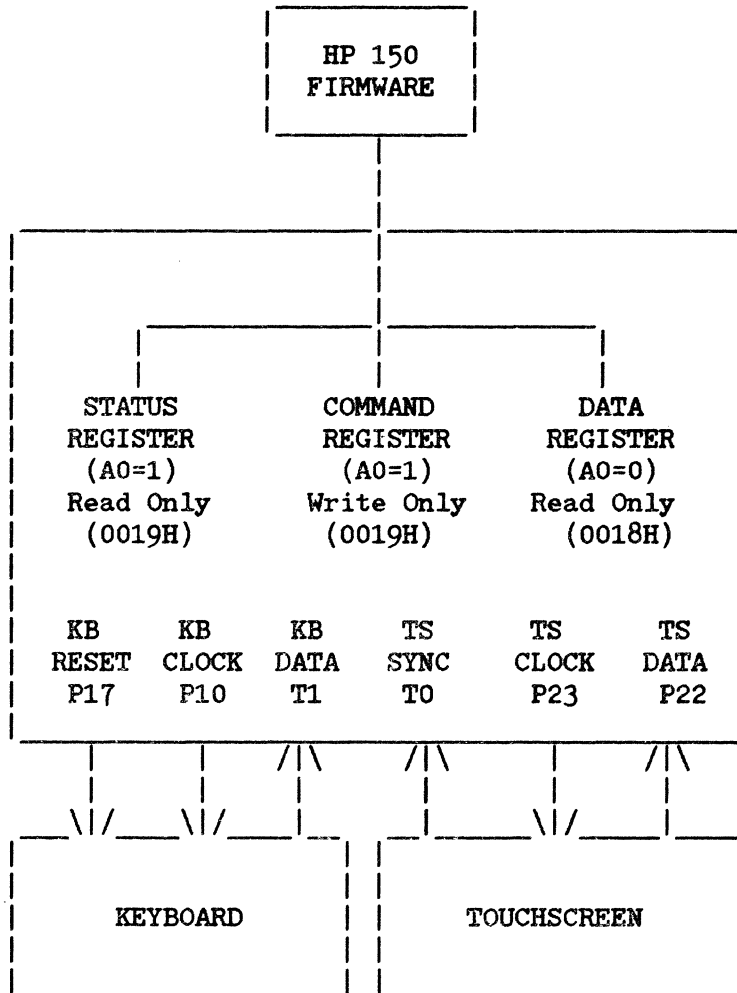 HP 150
FIRMWARE
STATUS COMMAND DATA
REGISTER REGISTER REGISTER
(A0=1) (A0=1) (A0=0)
Read Only Write Only Read Only
(0019H) (0019H) (0018H)
KB KB KB TS TS TS
RESET CLOCK DATA SYNC CLOCK DATA
P17 P10 T1 T0 P23 P22
KEYBOARD TOUCHSCREEN